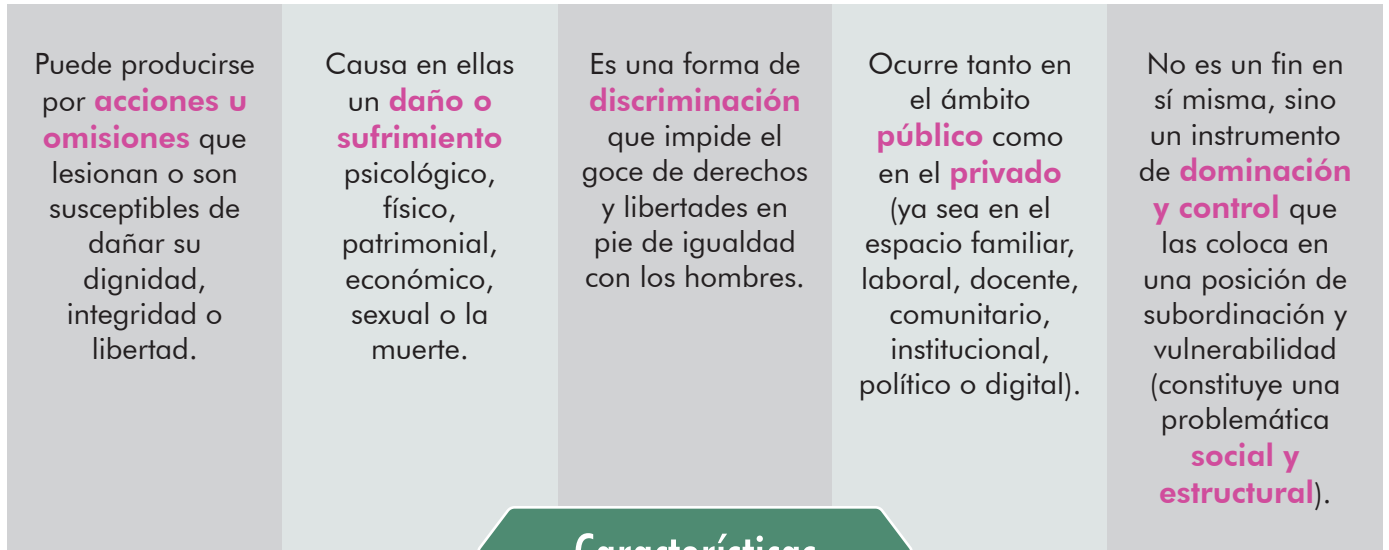 Puede producirse
por acciones u
omisiones que
lesionan o son
susceptibles de
dañar su
dignidad,
integridad o
libertad.
Causa en ellas
un daño o
sufrimiento
psicológico,
físico,
patrimonial,
económico,
sexual o la
muerte.
Es una forma de
discriminación
que impide el
goce de derechos
y libertades en
pie de igualdad
con los hombres.
Ocurre tanto en
el ámbito
público como
en el privado
(ya sea en el
espacio familiar,
laboral, docente,
comunitario,
institucional,
político o digital).
No es un fin en
sí misma, sino
un instrumento
de dominación
y control que
las coloca en
una posición de
subordinación y
vulnerabilidad
(constituye una
problemática
social y
estructural).
Características